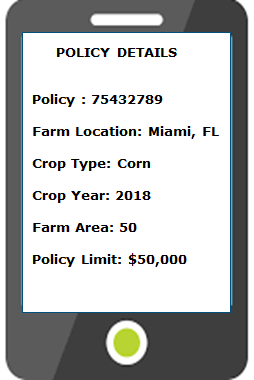 POLICY DETAILS
Policy : 75432789
Farm Location: Miami, FL
Crop Type: Corn
Crop Year: 2018
Farm Area: 50
Policy Limit: $50,000